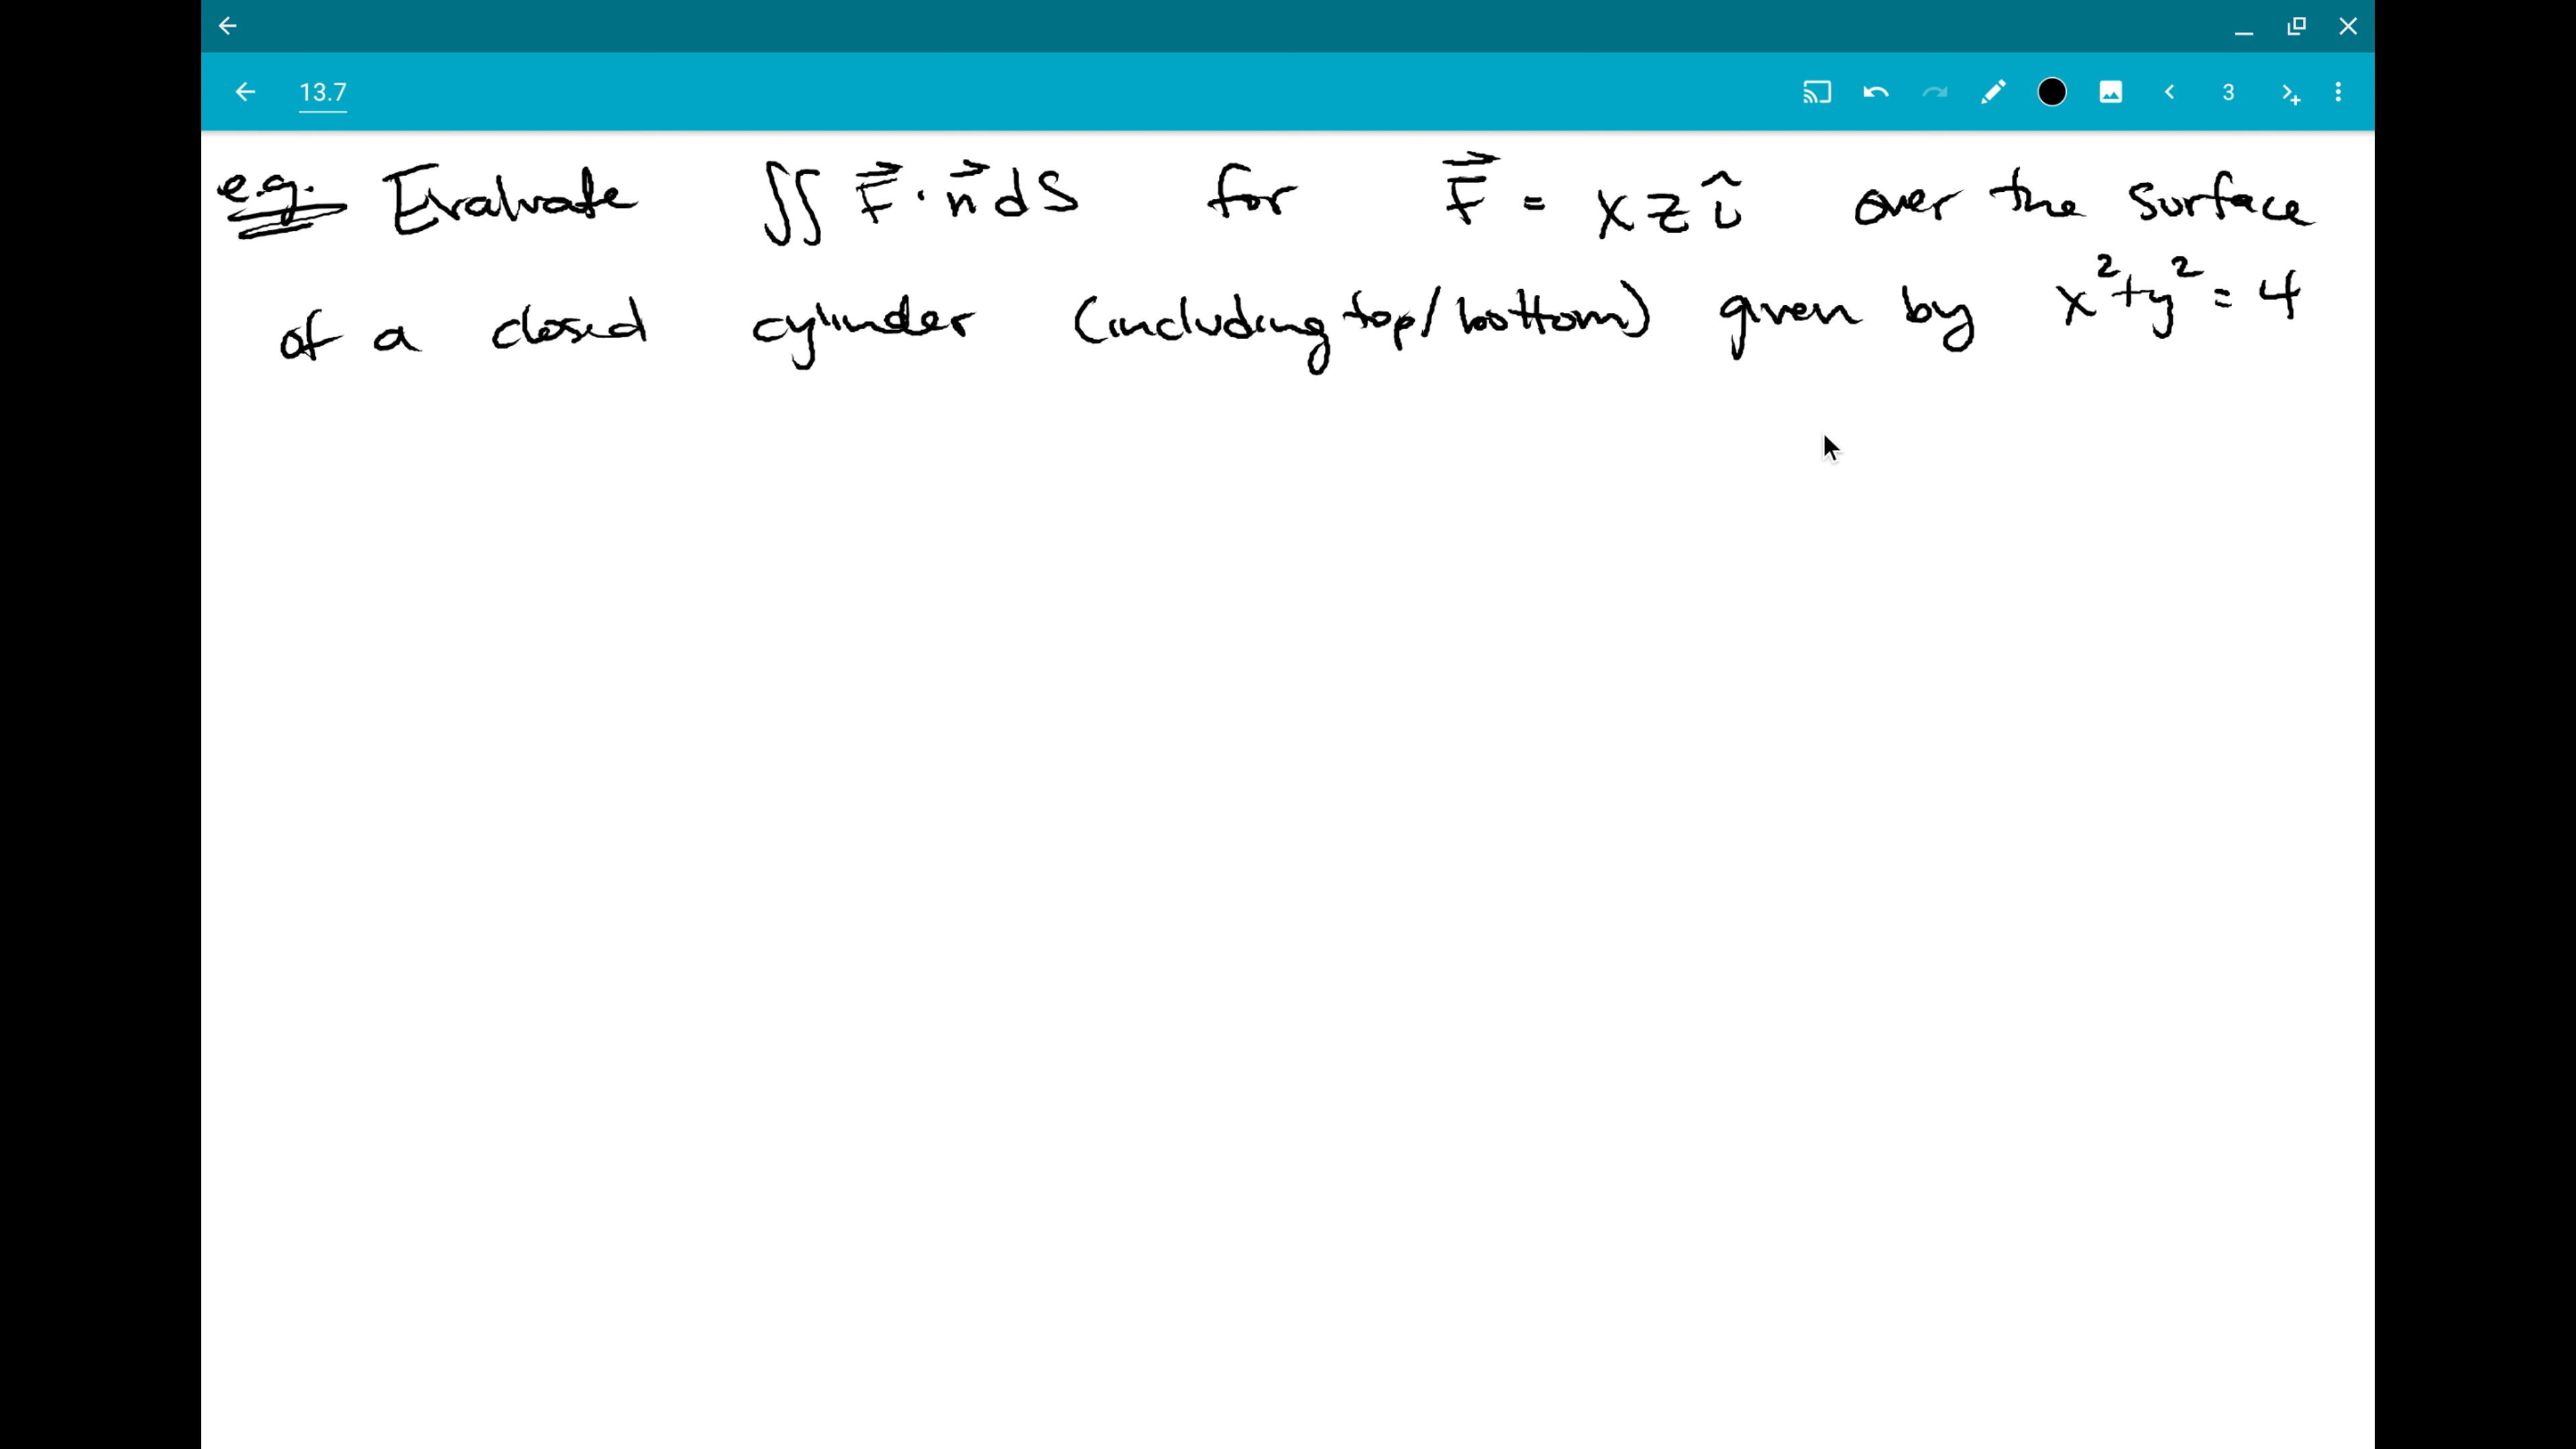 13.7
3
e.g. Evaluate ∬ F⃗ · n⃗ dS for F⃗ = x z î over the surface
of a closed cylinder (including top/bottom) given by x² + y² = 4